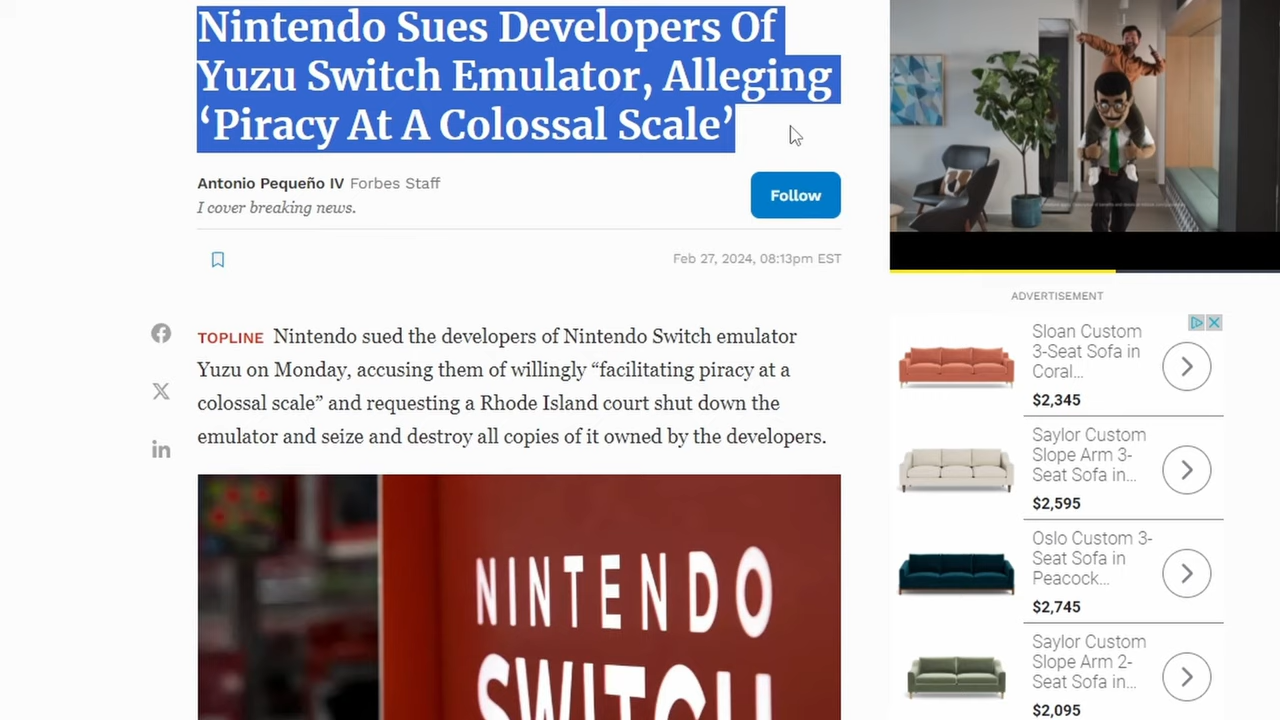 Nintendo Sues Developers Of
Yuzu Switch Emulator, Alleging
‘Piracy At A Colossal Scale’
Antonio Pequeño IV Forbes Staff
I cover breaking news.
Follow
Feb 27, 2024, 08:13pm EST
TOPLINE Nintendo sued the developers of Nintendo Switch emulator
Yuzu on Monday, accusing them of willingly “facilitating piracy at a
colossal scale” and requesting a Rhode Island court shut down the
emulator and seize and destroy all copies of it owned by the developers.
NINTENDO
SWITCH
ADVERTISEMENT
Sloan Custom
3-Seat Sofa in
Coral...
$2,345
Saylor Custom
Slope Arm 3-
Seat Sofa in...
$2,595
Oslo Custom 3-
Seat Sofa in
Peacock...
$2,745
Saylor Custom
Slope Arm 2-
Seat Sofa in...
$2,095